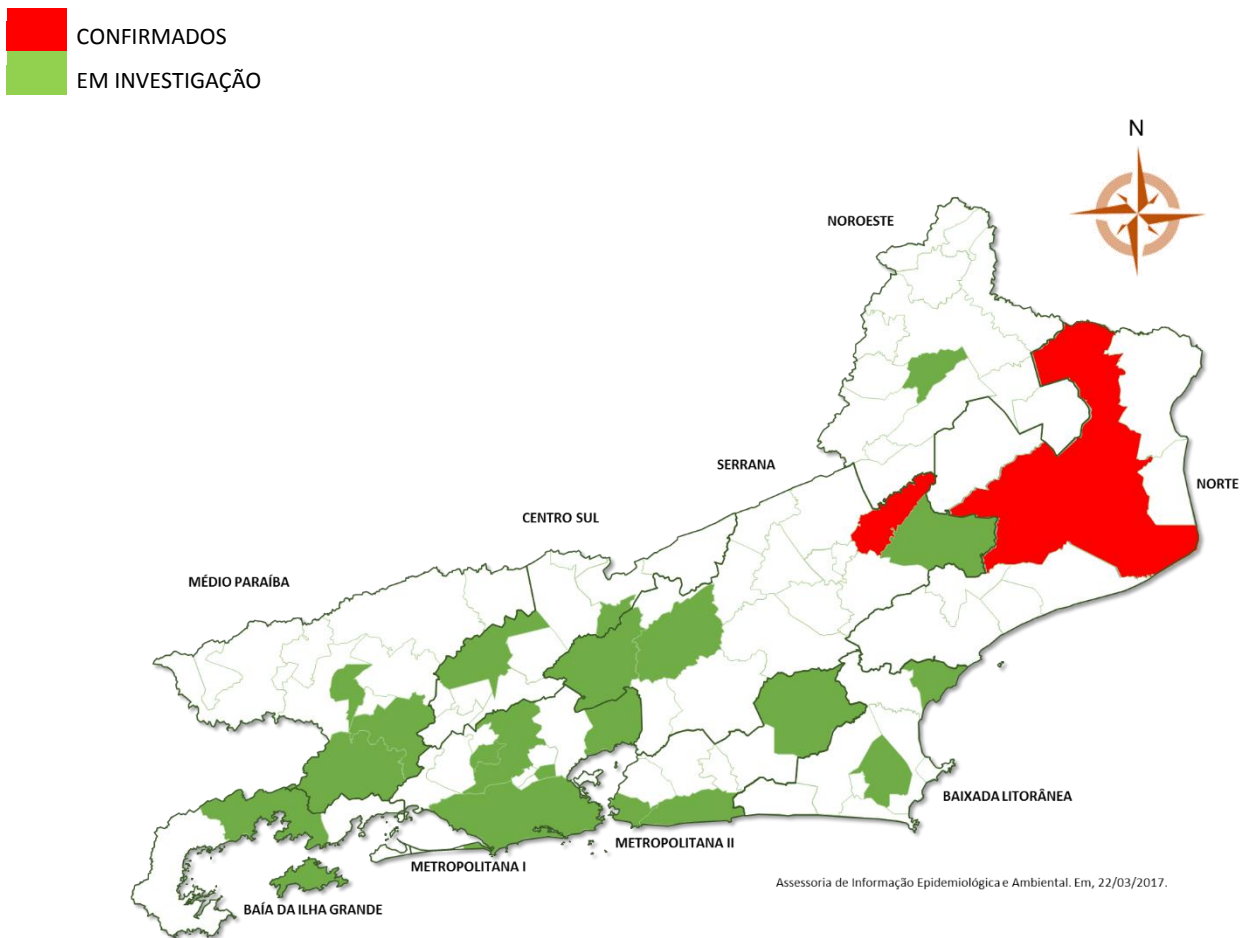 CONFIRMADOS
EM INVESTIGAÇÃO
N
NOROESTE
SERRANA
NORTE
CENTRO SUL
MÉDIO PARAÍBA
BAIXADA LITORÂNEA
METROPOLITANA II
METROPOLITANA I
Assessoria de Informação Epidemiológica e Ambiental. Em, 22/03/2017.
BAÍA DA ILHA GRANDE